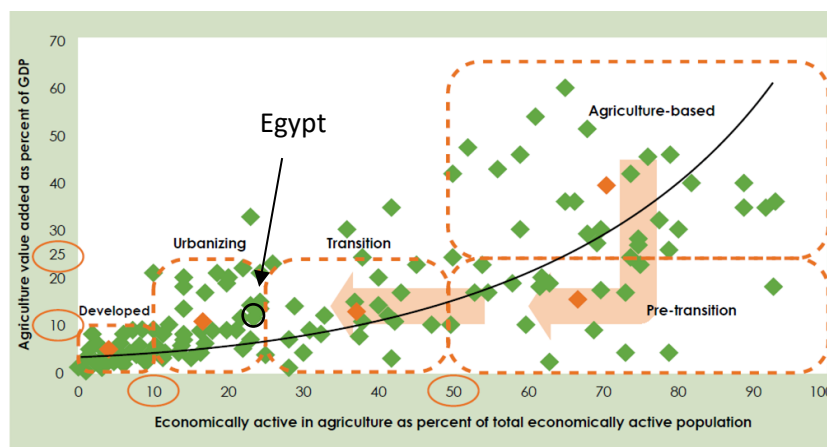 70
60
50
40
30
25
20
10
0
Agriculture value added as percent of GDP
Egypt
Agriculture-based
Urbanizing
Transition
Developed
Pre-transition
0 10 20 30 40 50 60 70 80 90 100
Economically active in agriculture as percent of total economically active population